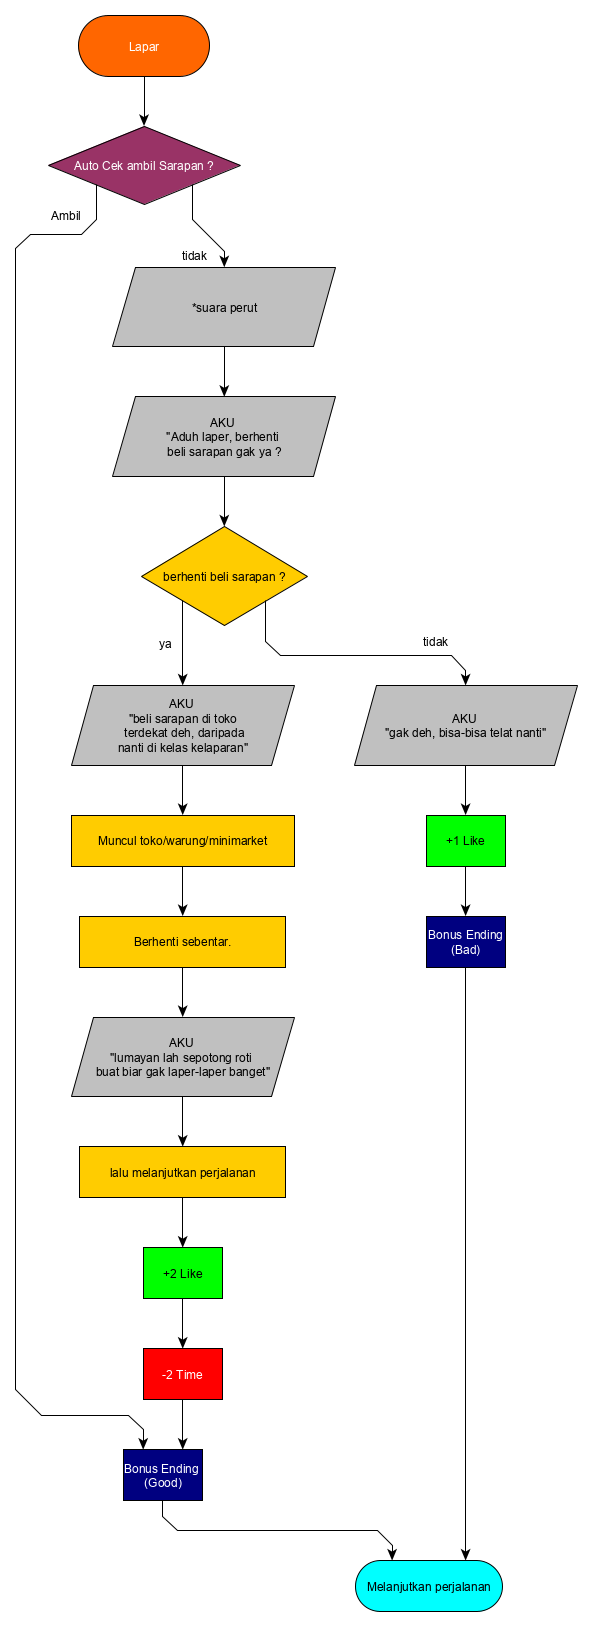 Lapar
Auto Cek ambil Sarapan ?
Ambil
tidak
*suara perut
AKU
"Aduh laper, berhenti
beli sarapan gak ya ?
berhenti beli sarapan ?
ya
tidak
AKU
"beli sarapan di toko
terdekat deh, daripada
nanti di kelas kelaparan"
AKU
"gak deh, bisa-bisa telat nanti"
Muncul toko/warung/minimarket
+1 Like
Berhenti sebentar.
Bonus Ending
(Bad)
AKU
"lumayan lah sepotong roti
buat biar gak laper-laper banget"
lalu melanjutkan perjalanan
+2 Like
-2 Time
Bonus Ending
(Good)
Melanjutkan perjalanan